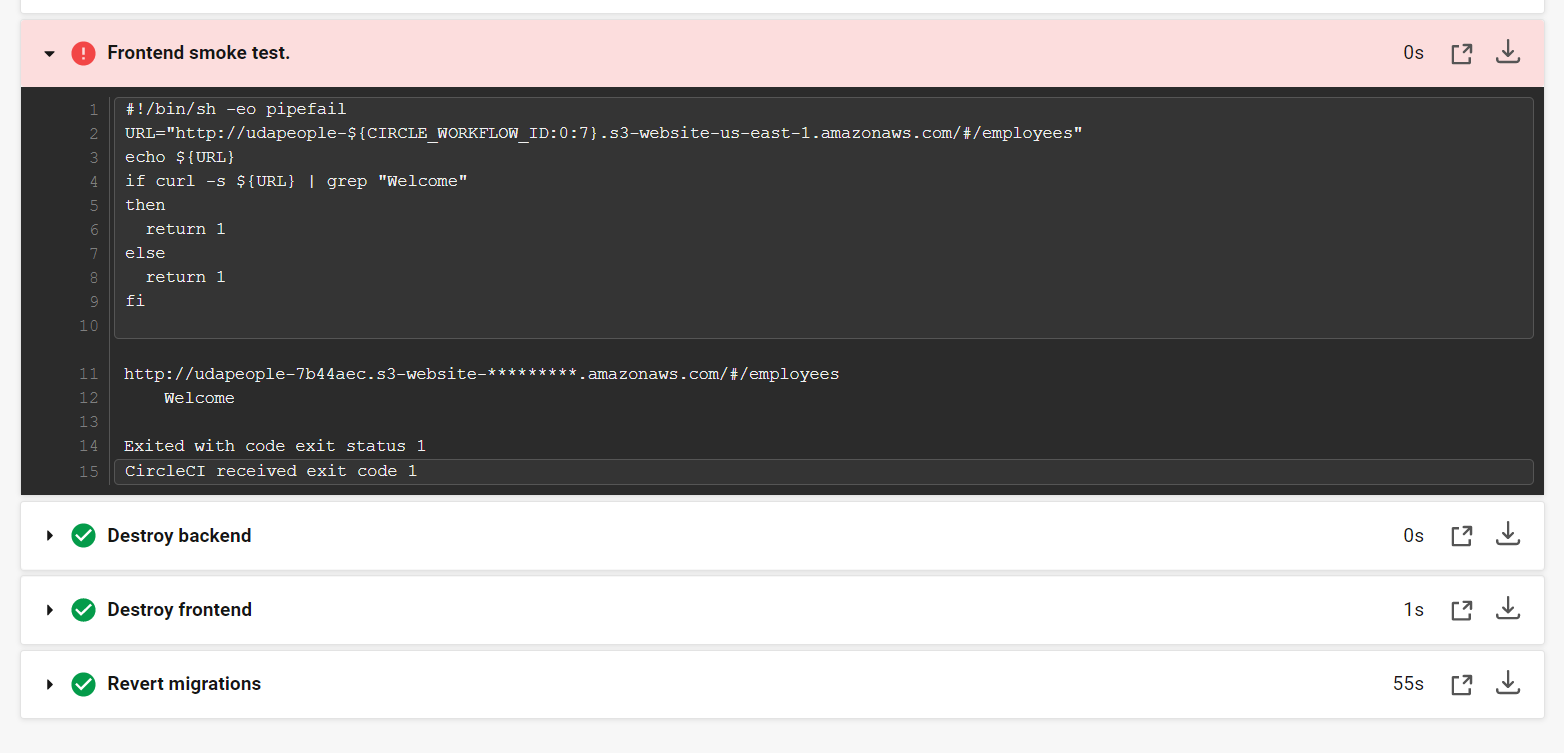 Frontend smoke test.
0s
1 #!/bin/sh -eo pipefail
2 URL="http://udapeople-${CIRCLE_WORKFLOW_ID:0:7}.s3-website-us-east-1.amazonaws.com/#/employees"
3 echo ${URL}
4 if curl -s ${URL} | grep "Welcome"
5 then
6   return 1
7 else
8   return 1
9 fi
10
11 http://udapeople-7b44aec.s3-website-*********.amazonaws.com/#/employees
12     Welcome
13
14 Exited with code exit status 1
15 CircleCI received exit code 1
Destroy backend
0s
Destroy frontend
1s
Revert migrations
55s